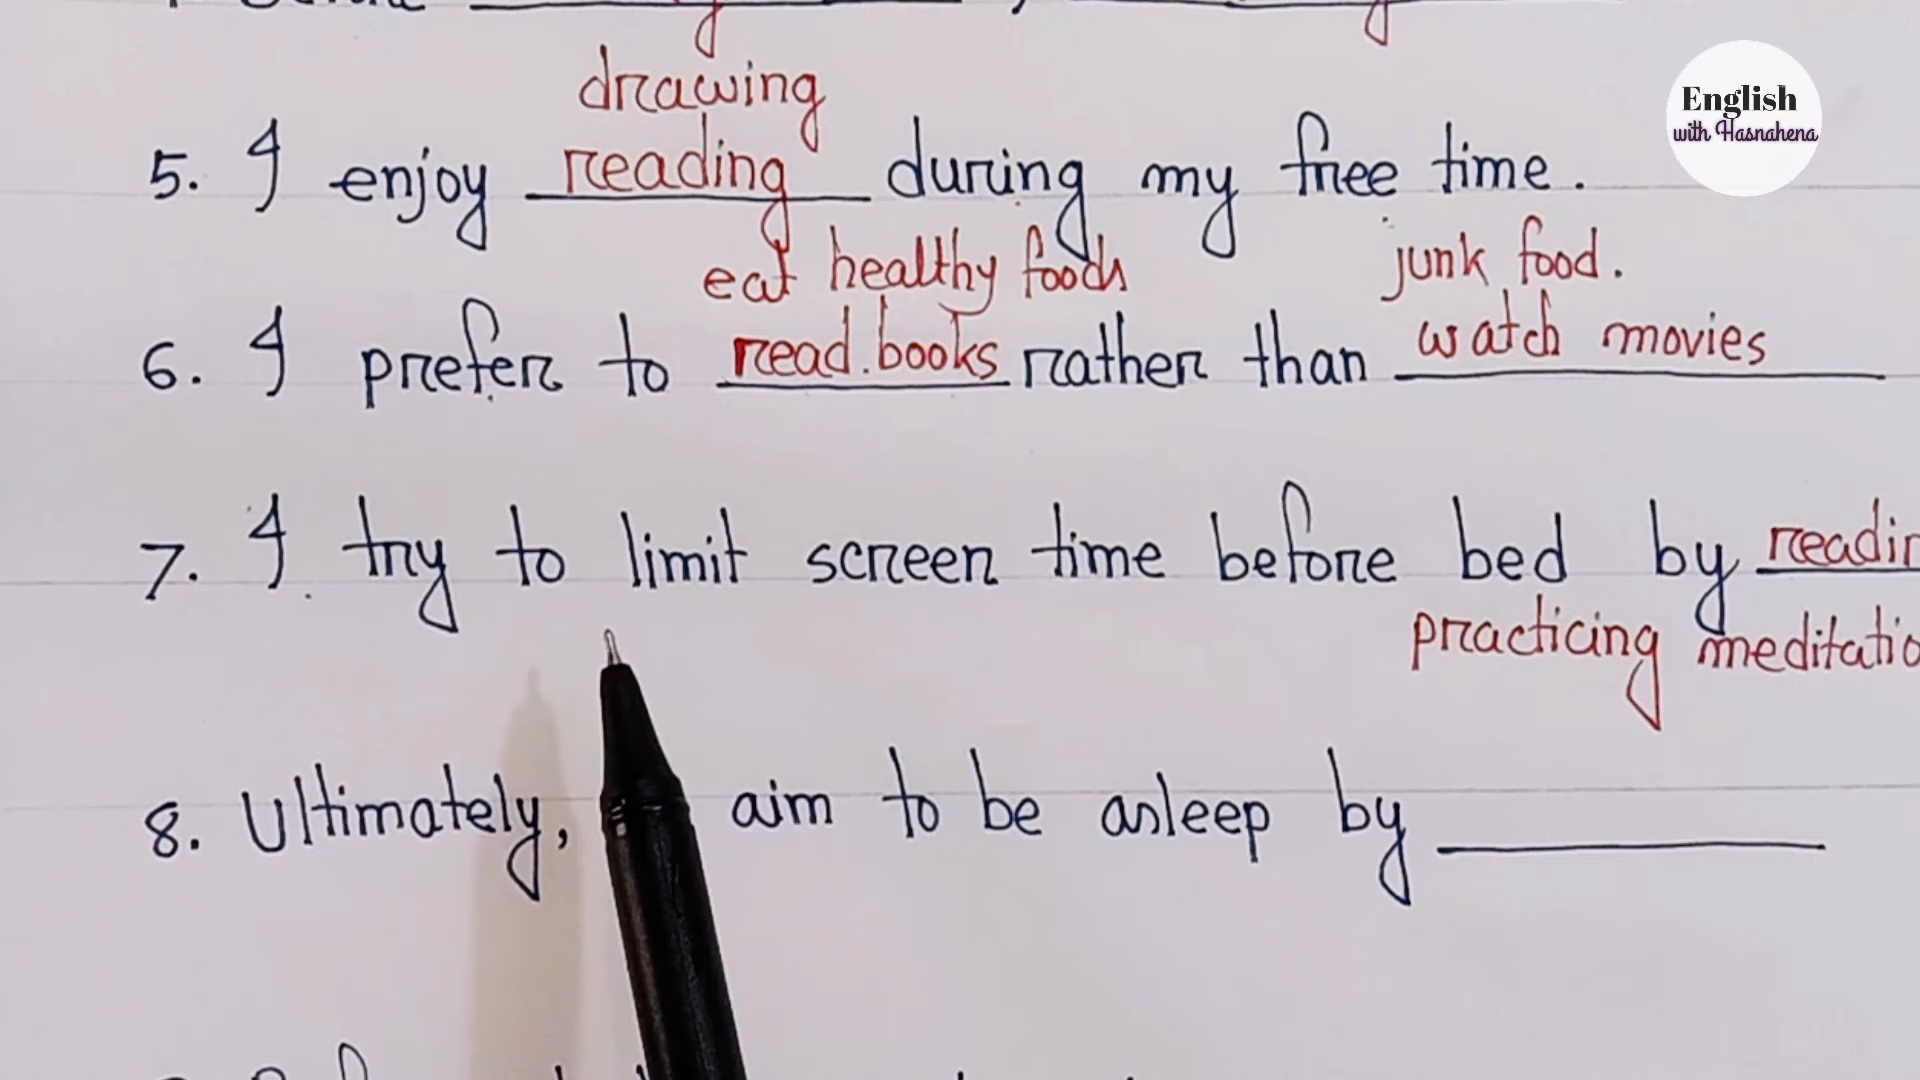 English
with Hasnahena
drawing
5. I enjoy reading during my free time.
eat healthy foods junk food.
6. I prefer to read books rather than watch movies
7. I try to limit screen time before bed by readin
practicing meditatio
8. Ultimately, aim to be asleep by